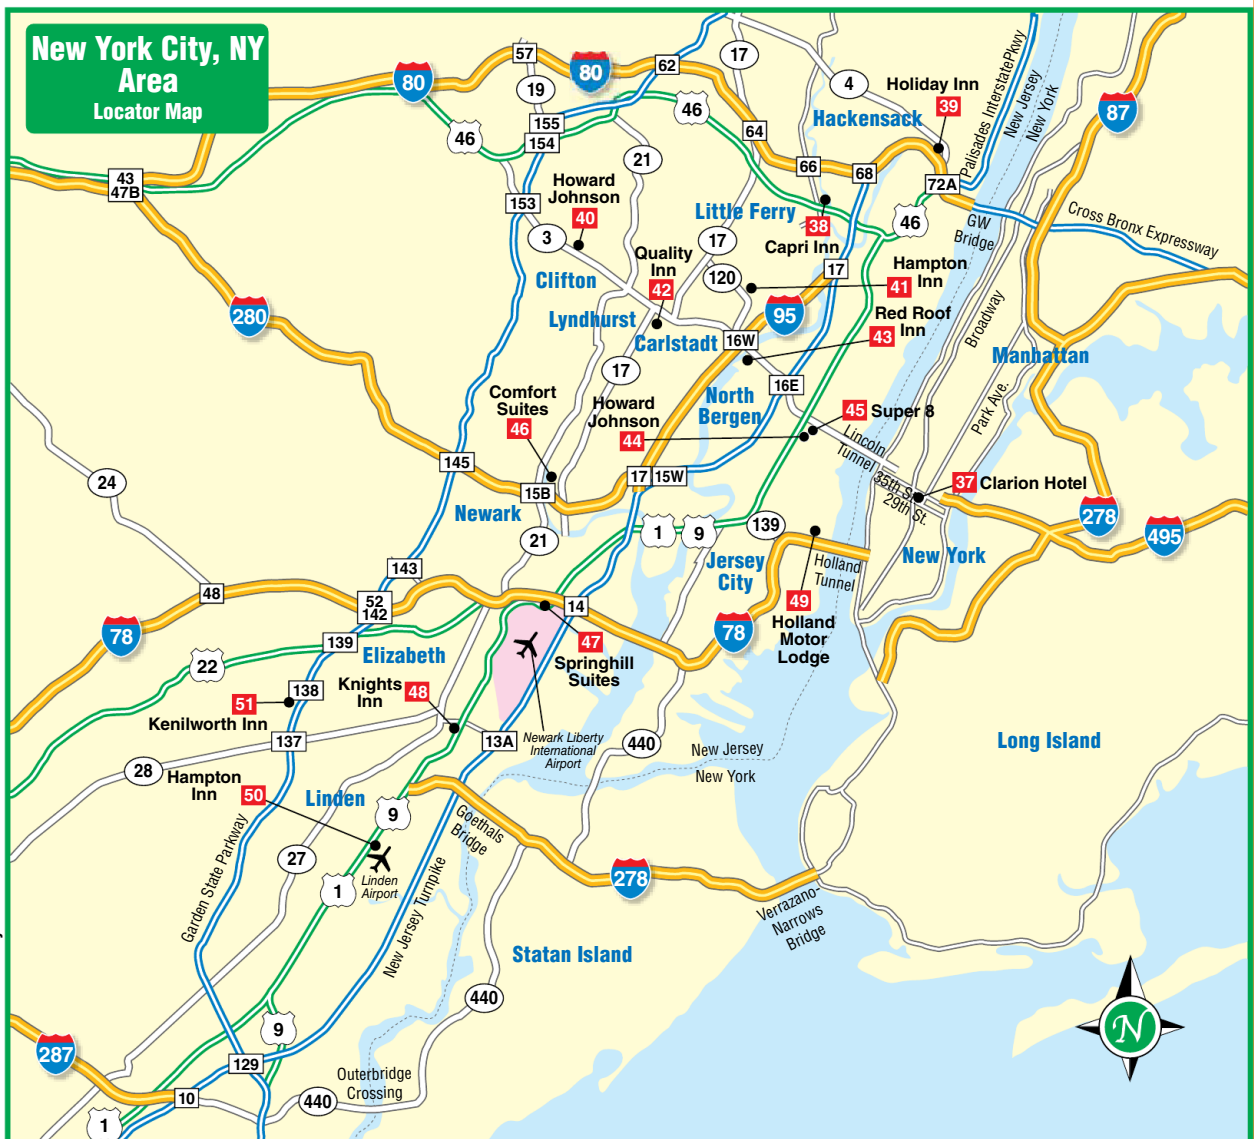 New York City, NY
Area
Locator Map
57
80
80
62
17
4
Holiday Inn
39
87
Palisades Interstate Pkwy
New Jersey
New York
19
46
46
155
154
64
Hackensack
21
66
68
72A
43
47B
Howard
Johnson
40
153
3
Little Ferry
38
Capri Inn
46
GW
Bridge
Cross Bronx Expressway
Quality
Inn
42
17
120
17
Hampton
Inn
41
Clifton
280
Lyndhurst
Carlstadt
16W
95
Red Roof
Inn
43
Broadway
Manhattan
17
16E
Park Ave.
Comfort
Suites
46
Howard
Johnson
44
North
Bergen
45
Super 8
Lincoln
Tunnel
35th St.
29th St.
37
Clarion Hotel
24
145
15B
17
15W
Newark
278
495
21
1
9
139
Jersey
City
Holland
Tunnel
New York
143
48
52
142
14
49
Holland
Motor
Lodge
78
78
139
Elizabeth
22
47
Springhill
Suites
138
51
Kenilworth Inn
Knights
Inn
48
137
13A
Newark Liberty
International
Airport
440
New Jersey
New York
Long Island
28
Hampton
Inn
50
Linden
9
Goethals
Bridge
27
1
Linden
Airport
278
Garden State Parkway
New Jersey Turnpike
Verrazano-
Narrows
Bridge
Statan Island
440
9
N
287
129
10
440
Outerbridge
Crossing
1